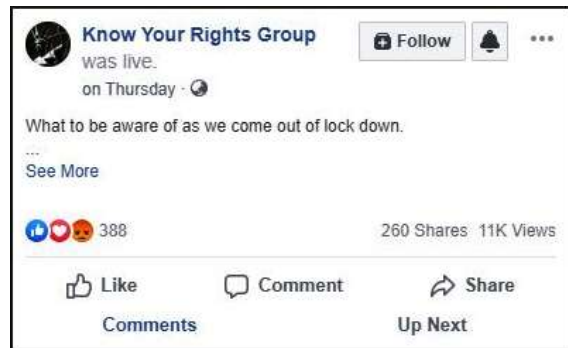 Know Your Rights Group
Follow
was live.
on Thursday ·
What to be aware of as we come out of lock down.
...
See More
388
260 Shares 11K Views
Like Comment Share
Comments Up Next